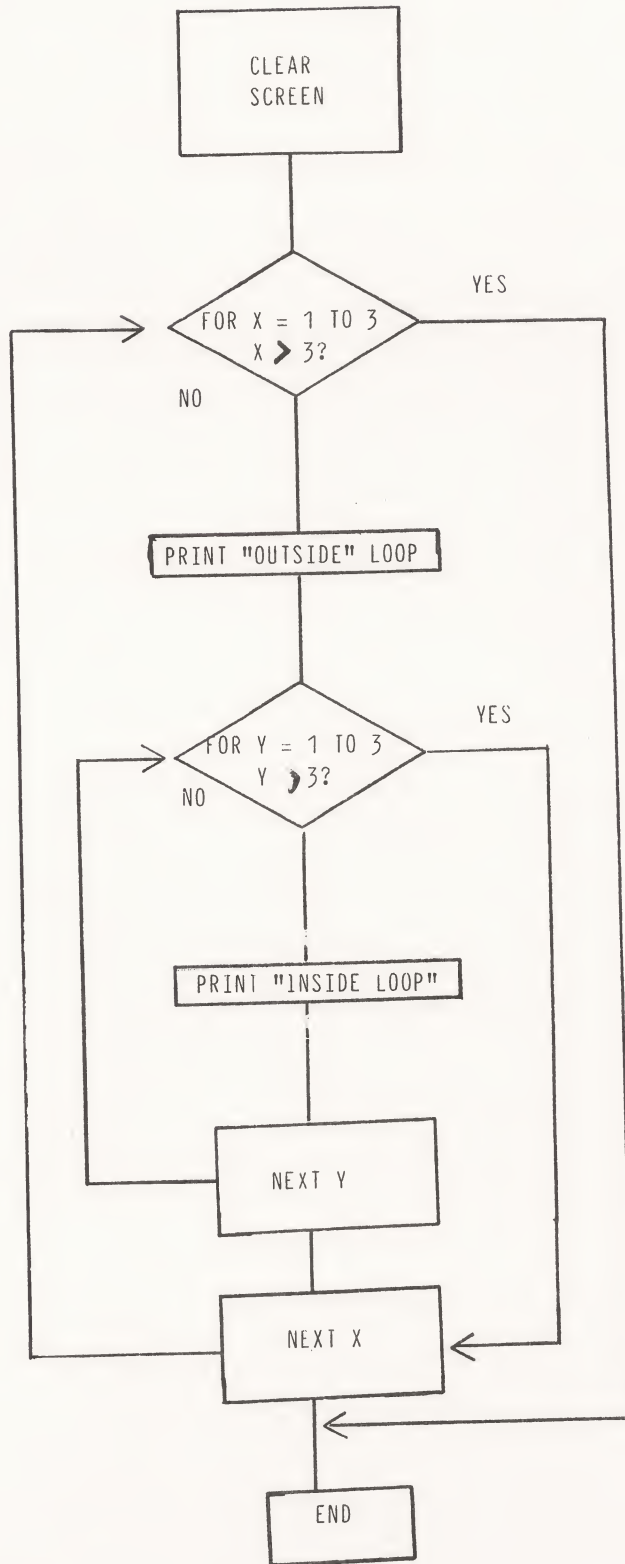 CLEAR
SCREEN
YES
FOR X = 1 TO 3
X > 3?
NO
PRINT "OUTSIDE" LOOP
YES
FOR Y = 1 TO 3
Y > 3?
NO
PRINT "INSIDE LOOP"
NEXT Y
NEXT X
END